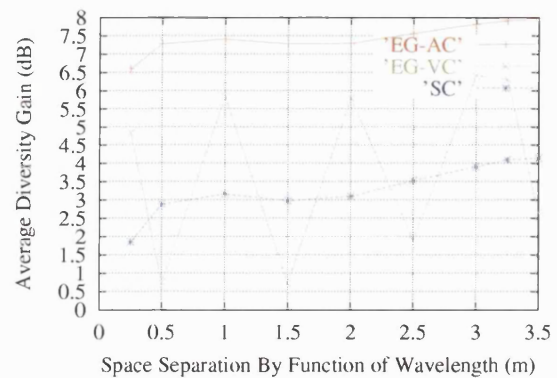 8
7.5
7
6.5
6
5.5
5
4.5
4
3.5
3
2.5
2
1.5
1
0.5
0
Average Diversity Gain (dB)
'EG-AC'
'EG-VC'
'SC'
0 0.5 1 1.5 2 2.5 3 3.5
Space Separation By Function of Wavelength (m)